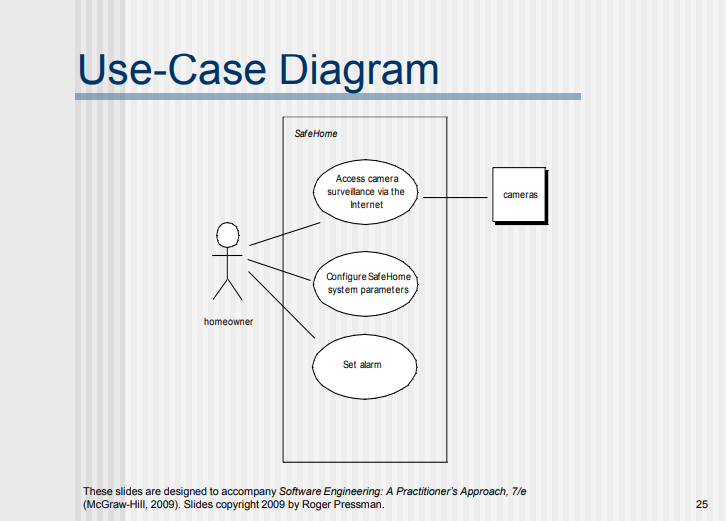 Use-Case Diagram
SafeHome
Access camera
surveillance via the
Internet
cameras
Configure SafeHome
system parameters
homeowner
Set alarm
These slides are designed to accompany Software Engineering: A Practitioner's Approach, 7/e
(McGraw-Hill, 2009). Slides copyright 2009 by Roger Pressman.
25